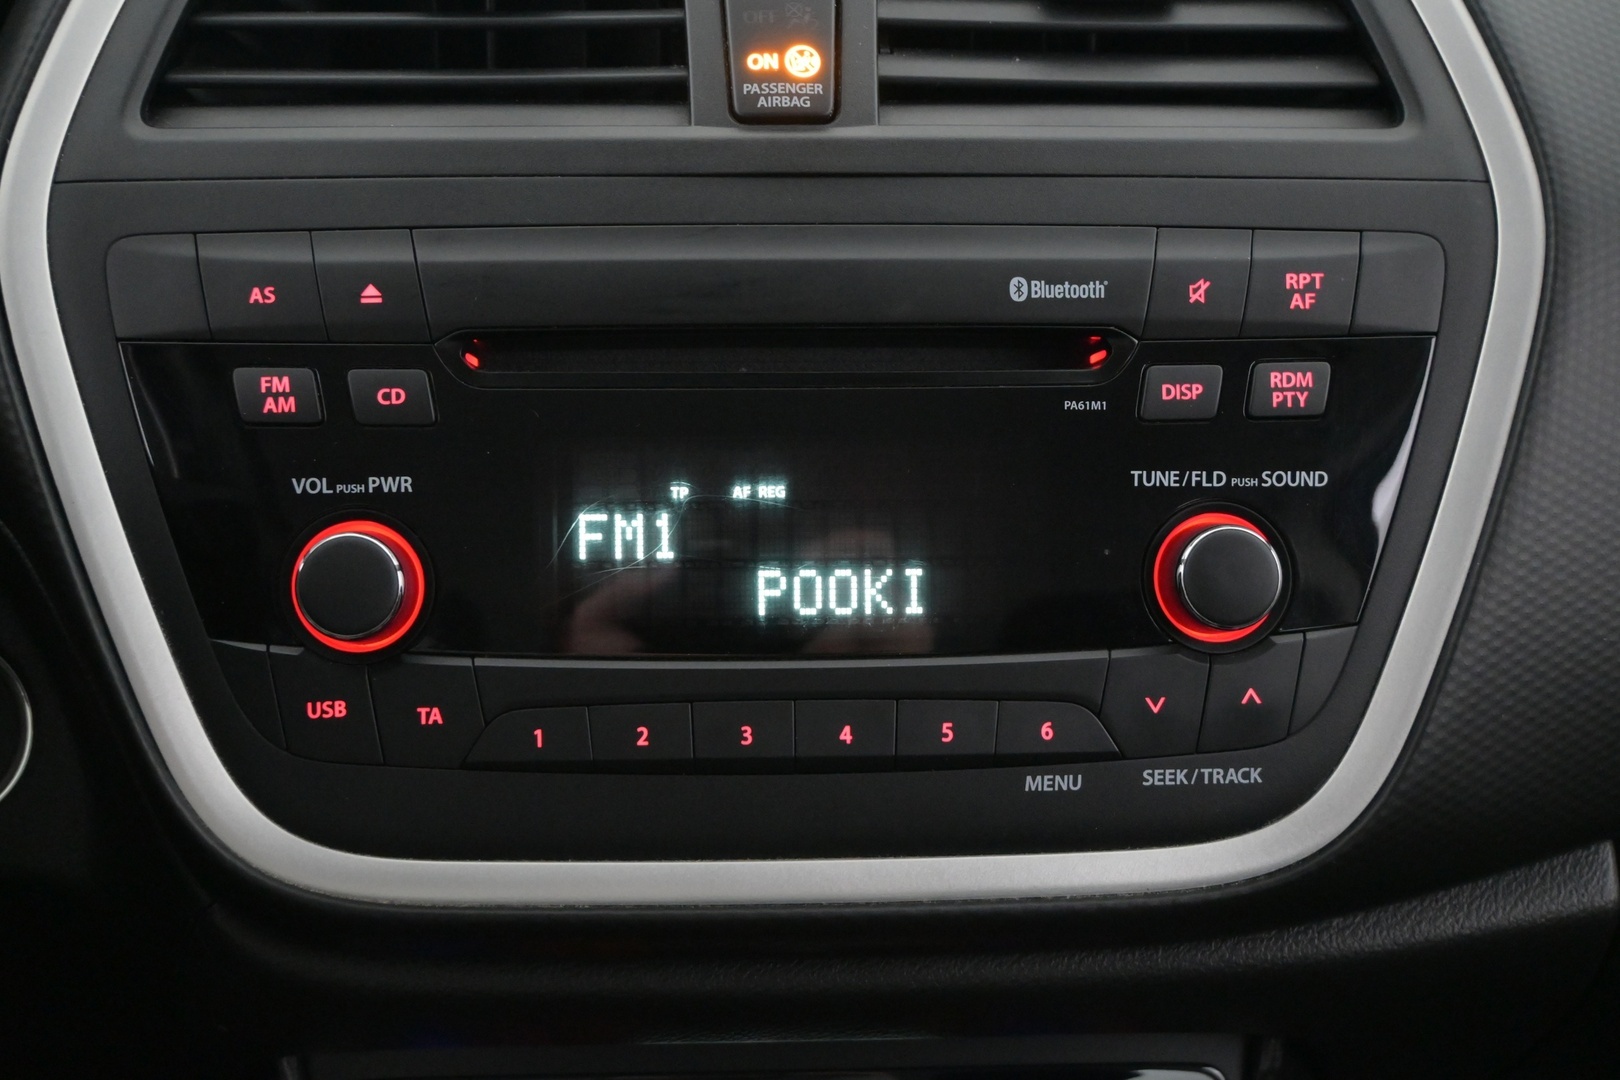 OFF
ON
PASSENGER
AIRBAG
AS
Bluetooth
RPT
AF
FM
AM
CD
PA61M1
DISP
RDM
PTY
VOL PUSH PWR
TUNE/FLD PUSH SOUND
TP AF REG
FM1
POOKI
USB
TA
1 2 3 4 5 6
MENU
SEEK/TRACK